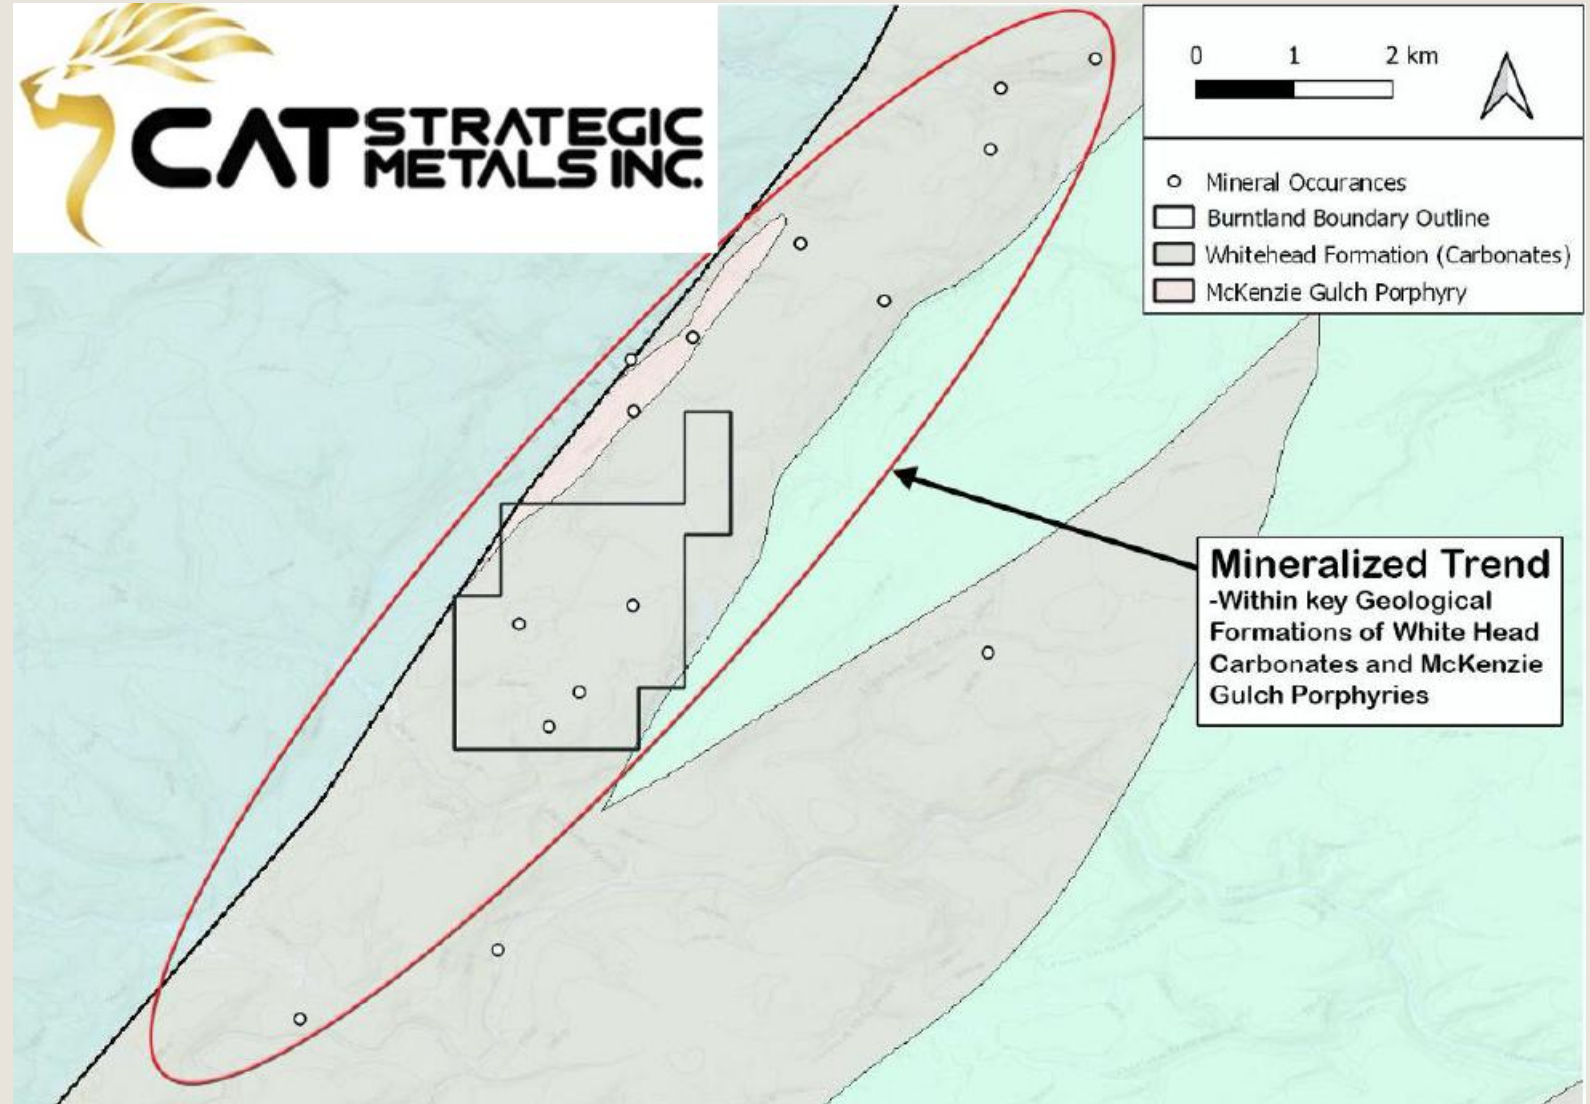 CAT STRATEGIC
METALS INC.
0 1 2 km
Mineral Occurances
Burntland Boundary Outline
Whitehead Formation (Carbonates)
McKenzie Gulch Porphyry
Mineralized Trend
-Within key Geological
Formations of White Head
Carbonates and McKenzie
Gulch Porphyries